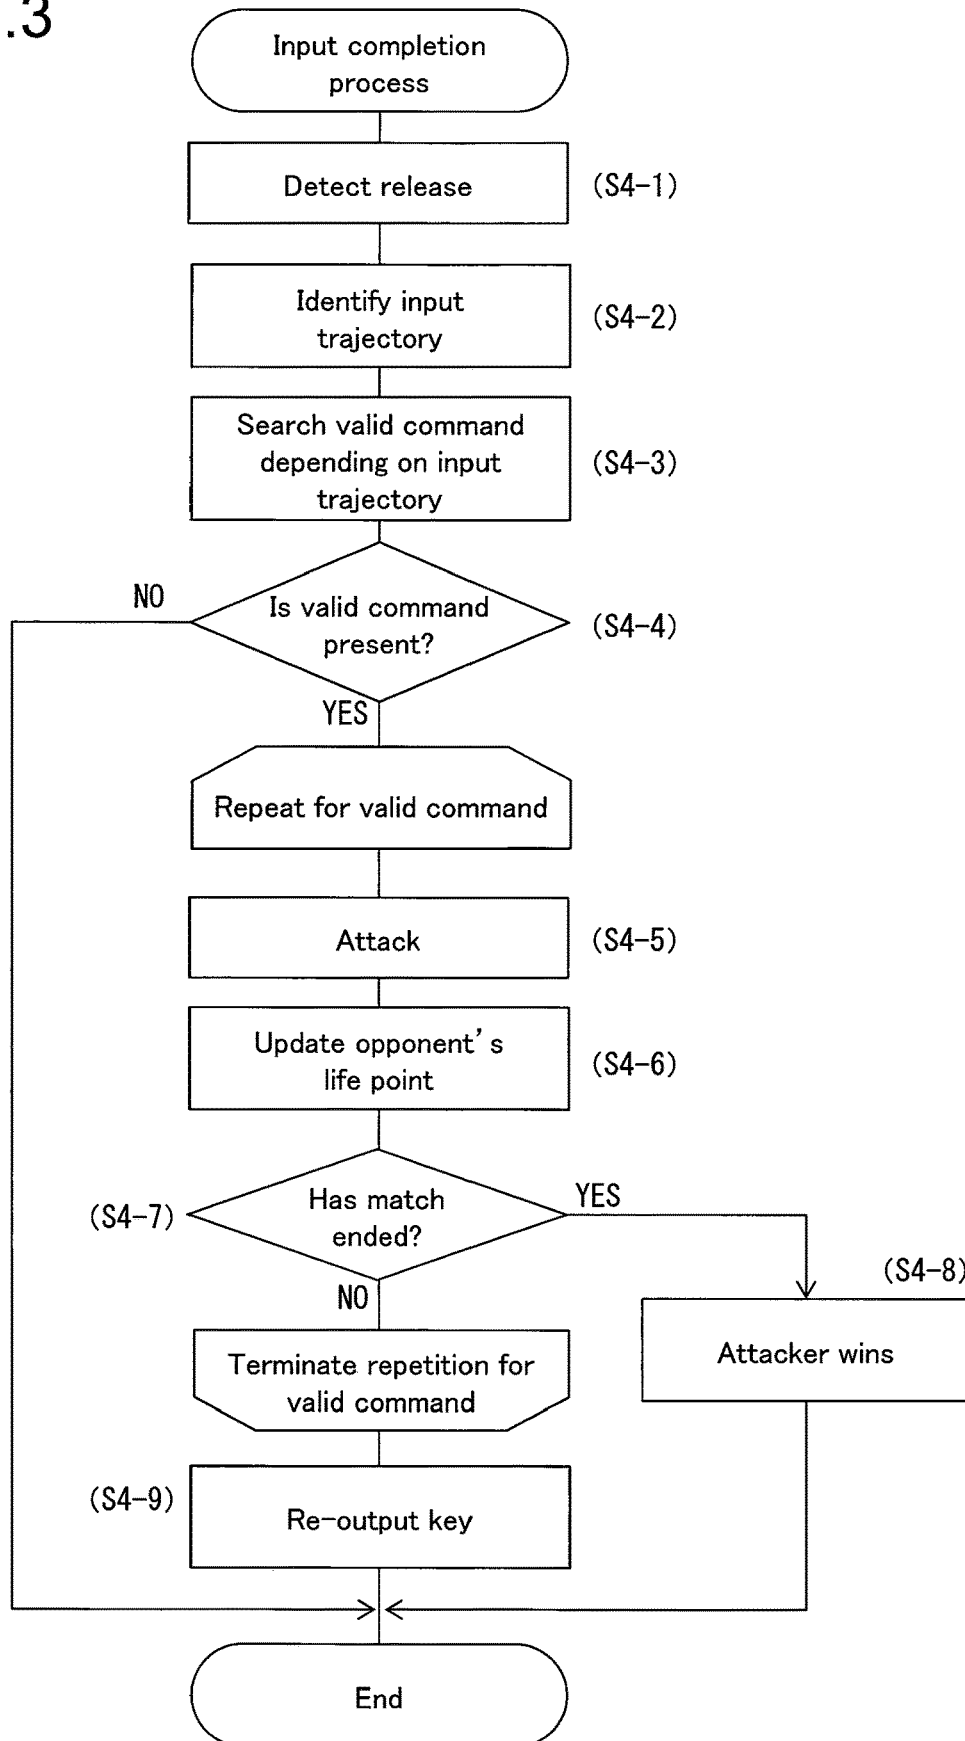 .3
Input completion
process
Detect release
(S4-1)
Identify input
trajectory
(S4-2)
Search valid command
depending on input
trajectory
(S4-3)
NO
Is valid command
present?
(S4-4)
YES
Repeat for valid command
Attack
(S4-5)
Update opponent's
life point
(S4-6)
(S4-7)
Has match
ended?
YES
NO
(S4-8)
Attacker wins
Terminate repetition for
valid command
(S4-9)
Re-output key
End